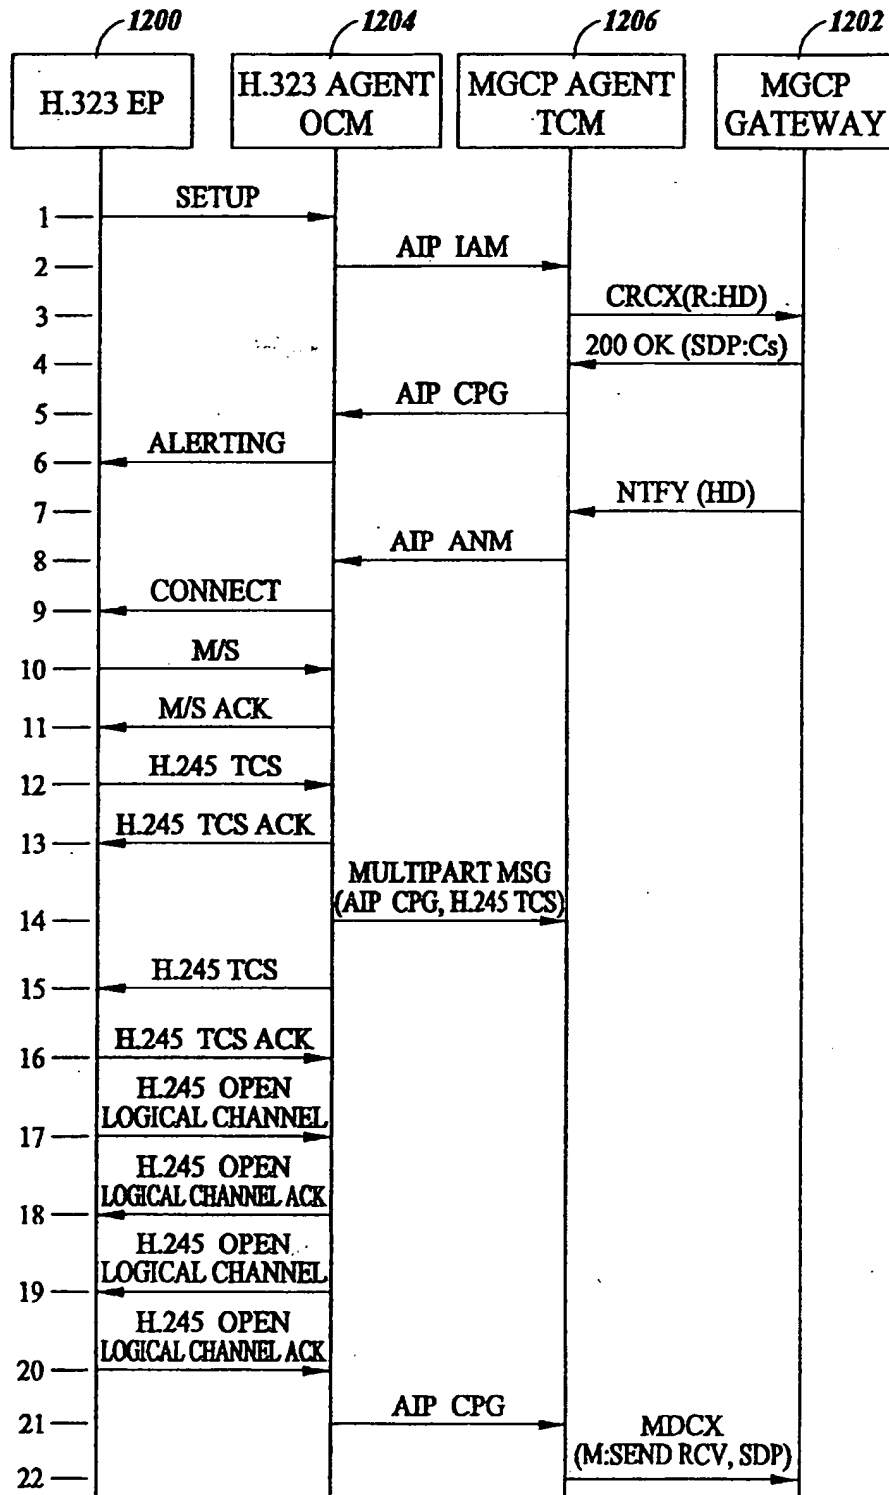 1200
1204
1206
1202
H.323 EP
H.323 AGENT
OCM
MGCP AGENT
TCM
MGCP
GATEWAY
1
SETUP
2
AIP IAM
3
CRCX(R:HD)
4
200 OK (SDP:Cs)
5
AIP CPG
6
ALERTING
7
NTFY (HD)
8
AIP ANM
9
CONNECT
10
M/S
11
M/S ACK
12
H.245 TCS
13
H.245 TCS ACK
14
MULTIPART MSG
(AIP CPG, H.245 TCS)
15
H.245 TCS
16
H.245 TCS ACK
17
H.245 OPEN
LOGICAL CHANNEL
18
H.245 OPEN
LOGICAL CHANNEL ACK
19
H.245 OPEN
LOGICAL CHANNEL
20
H.245 OPEN
LOGICAL CHANNEL ACK
21
AIP CPG
22
MDCX
(M:SEND RCV, SDP)